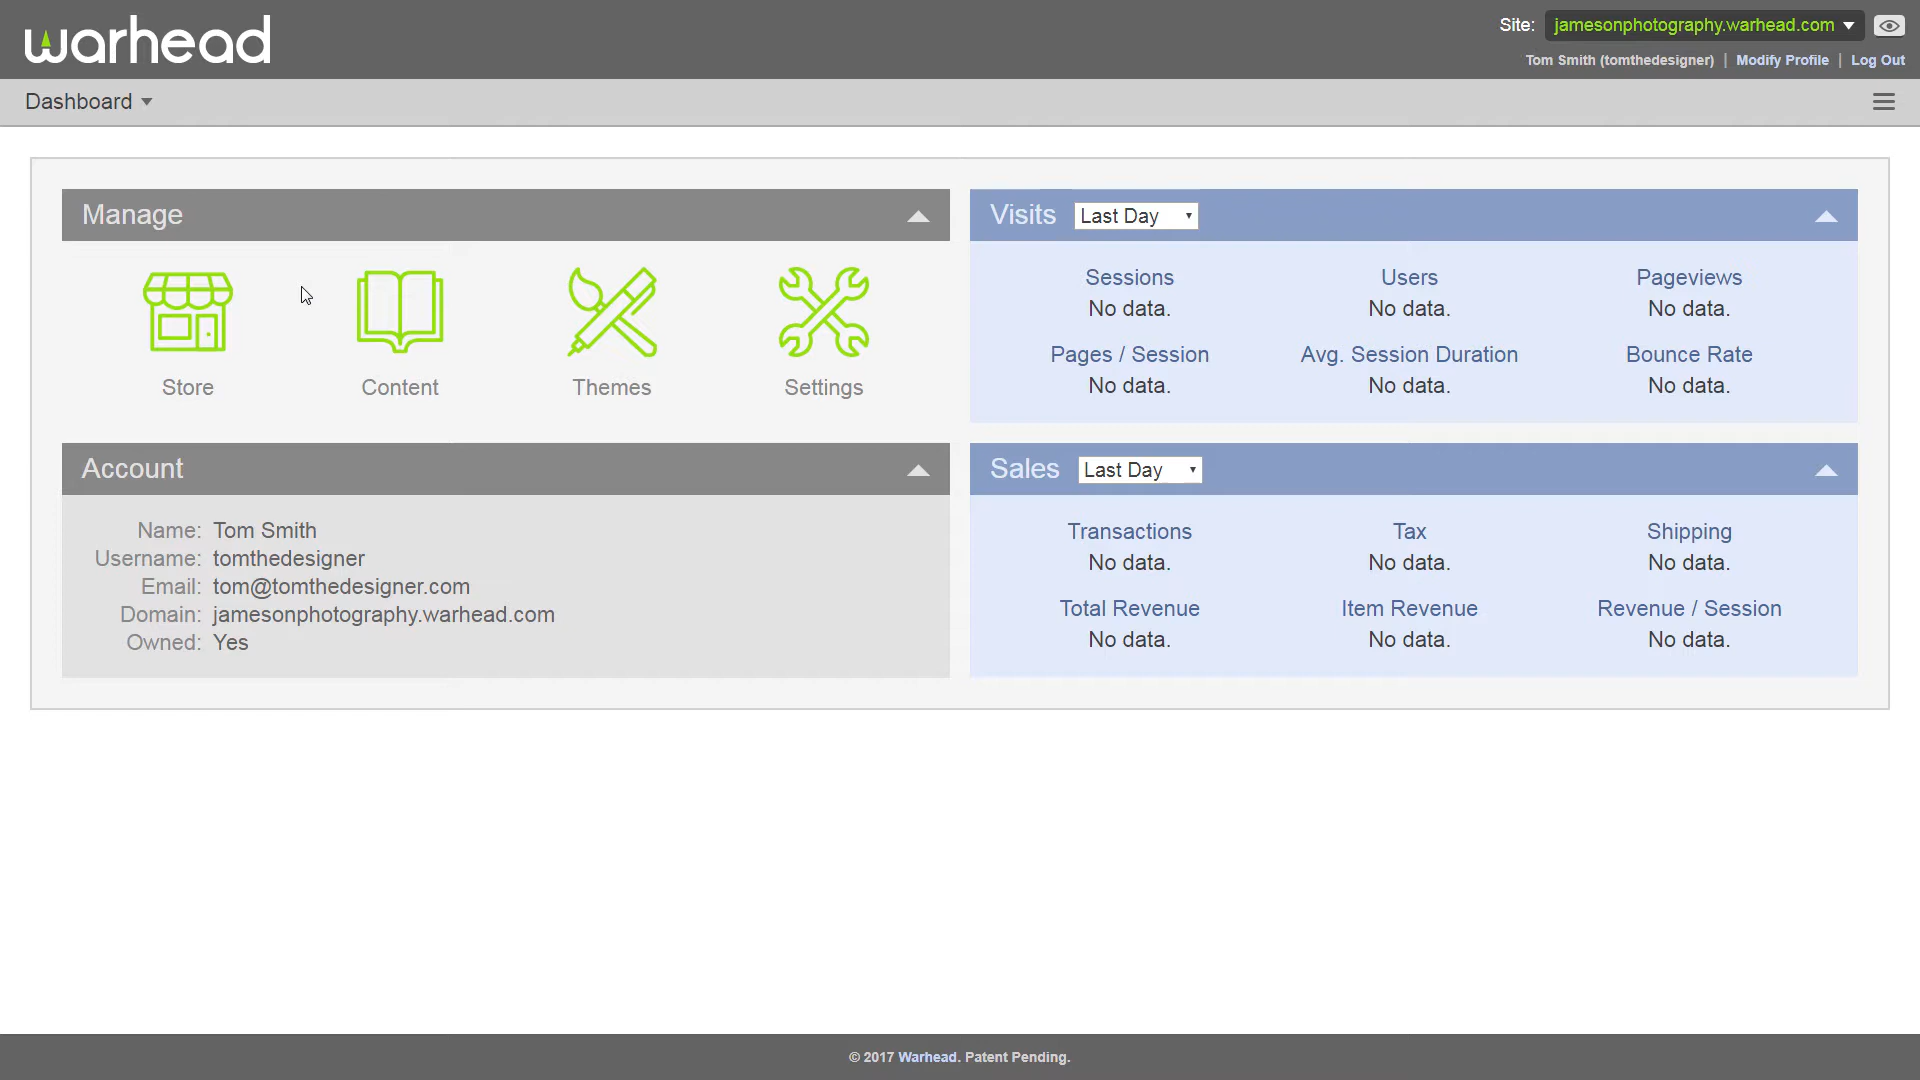 warhead
Site: jamesonphotography.warhead.com
Tom Smith (tomthedesigner) | Modify Profile | Log Out
Dashboard
Manage
Store Content Themes Settings
Visits Last Day
Sessions Users Pageviews
No data. No data. No data.
Pages / Session Avg. Session Duration Bounce Rate
No data. No data. No data.
Account
Name: Tom Smith
Username: tomthedesigner
Email: tom@tomthedesigner.com
Domain: jamesonphotography.warhead.com
Owned: Yes
Sales Last Day
Transactions Tax Shipping
No data. No data. No data.
Total Revenue Item Revenue Revenue / Session
No data. No data. No data.
© 2017 Warhead. Patent Pending.